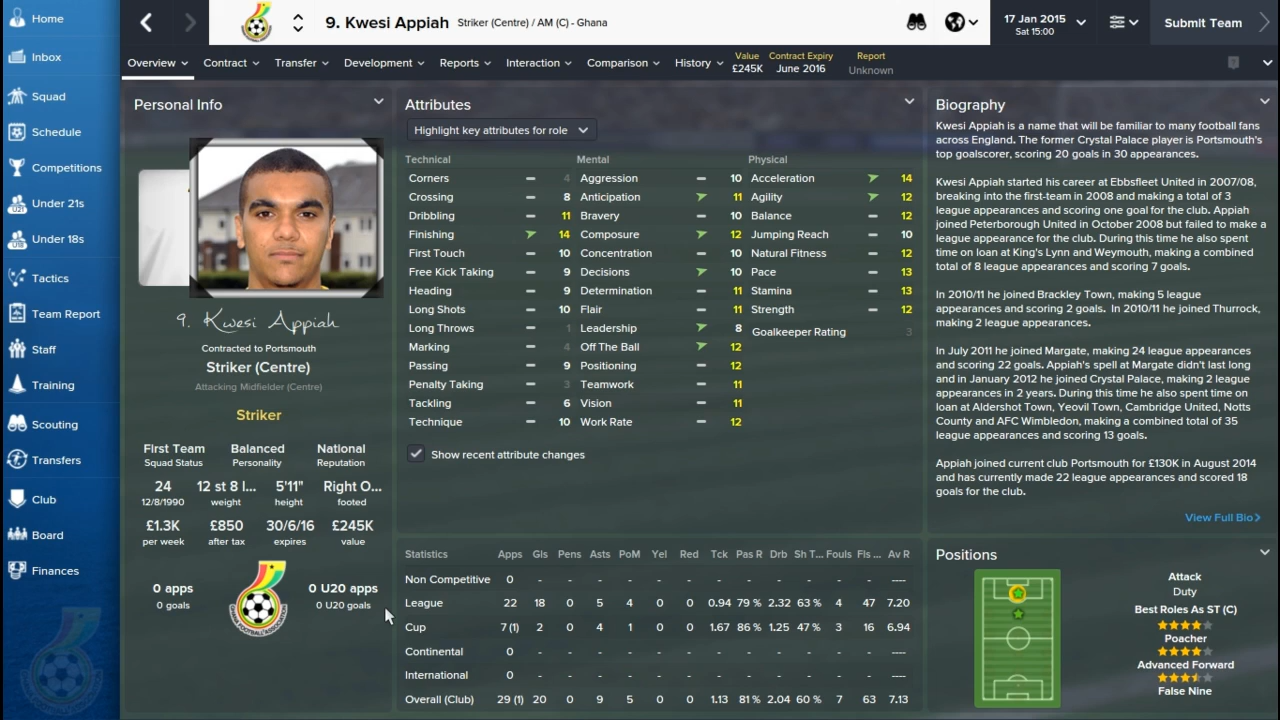 Home
Inbox
Squad
Schedule
Competitions
Under 21s
Under 18s
Tactics
Team Report
Staff
Training
Scouting
Transfers
Club
Board
Finances
9. Kwesi Appiah Striker (Centre) / AM (C) - Ghana
17 Jan 2015
Sat 15:00
Submit Team
Overview Contract Transfer Development Reports Interaction Comparison History
Value
£245K
Contract Expiry
June 2016
Report
Unknown
Personal Info
9. Kwesi Appiah
Contracted to Portsmouth
Striker (Centre)
Attacking Midfielder (Centre)
Striker
First Team Balanced National
Squad Status Personality Reputation
24 12 st 8 l... 5'11" Right O...
12/8/1990 weight height footed
£1.3K £850 30/6/16 £245K
per week after tax expires value
0 apps 0 U20 apps
0 goals 0 U20 goals
Attributes
Highlight key attributes for role
Technical Mental Physical
Corners - 4 Aggression - 10 Acceleration 14
Crossing - 8 Anticipation 11 Agility 12
Dribbling - 11 Bravery - 10 Balance - 12
Finishing 14 Composure 12 Jumping Reach - 10
First Touch - 10 Concentration - 10 Natural Fitness - 12
Free Kick Taking - 9 Decisions 10 Pace - 13
Heading - 9 Determination - 11 Stamina - 13
Long Shots - 10 Flair - 11 Strength - 12
Long Throws - 1 Leadership 8 Goalkeeper Rating 3
Marking - 4 Off The Ball 12
Passing - 9 Positioning - 12
Penalty Taking - 3 Teamwork - 11
Tackling - 6 Vision - 11
Technique - 10 Work Rate - 12
Show recent attribute changes
Statistics Apps Gls Pens Asts PoM Yel Red Tck Pas R Drb Sh T... Fouls Fls ... Av R
Non Competitive 0 - - - - - - - - - - - - ----
League 22 18 0 5 4 0 0 0.94 79 % 2.32 63 % 4 47 7.20
Cup 7 (1) 2 0 4 1 0 0 1.67 86 % 1.25 47 % 3 16 6.94
Continental 0 - - - - - - - - - - - - ----
International 0 - - - - - - - - - - - - ----
Overall (Club) 29 (1) 20 0 9 5 0 0 1.13 81 % 2.04 60 % 7 63 7.13
Biography
Kwesi Appiah is a name that will be familiar to many football fans
across England. The former Crystal Palace player is Portsmouth's
top goalscorer, scoring 20 goals in 30 appearances.
Kwesi Appiah started his career at Ebbsfleet United in 2007/08,
breaking into the first-team in 2008 and making a total of 3
league appearances and scoring one goal for the club. Appiah
joined Peterborough United in October 2008 but failed to make a
league appearance for the club. During this time he also spent
time on loan at King's Lynn and Weymouth, making a combined
total of 8 league appearances and scoring 7 goals.
In 2010/11 he joined Brackley Town, making 5 league
appearances and scoring 2 goals. In 2010/11 he joined Thurrock,
making 2 league appearances.
In July 2011 he joined Margate, making 24 league appearances
and scoring 22 goals. Appiah's spell at Margate didn't last long
and in January 2012 he joined Crystal Palace, making 2 league
appearances in 2 years. During this time he also spent time on
loan at Aldershot Town, Yeovil Town, Cambridge United, Notts
County and AFC Wimbledon, making a combined total of 35
league appearances and scoring 13 goals.
Appiah joined current club Portsmouth for £130K in August 2014
and has currently made 22 league appearances and scored 18
goals for the club.
View Full Bio>
Positions
Attack
Duty
Best Roles As ST (C)
Poacher
Advanced Forward
False Nine